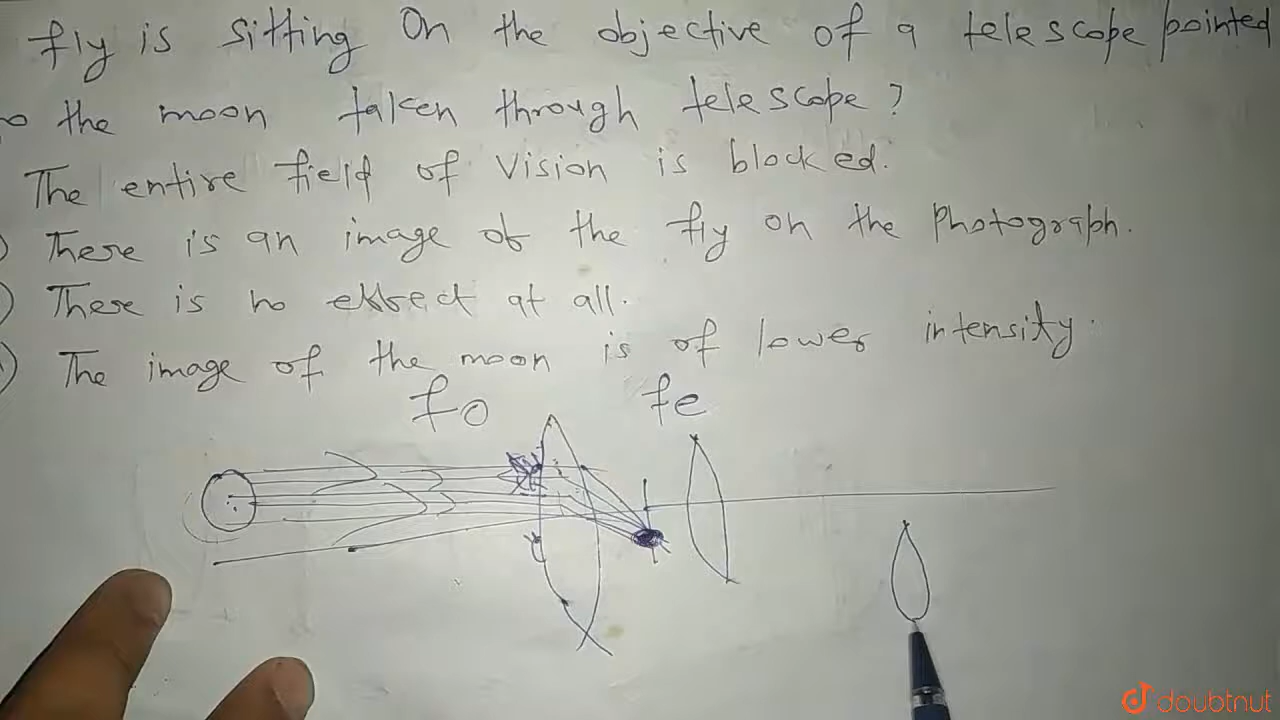 fly is sitting On the objective of a telescope pointed
to the moon taken through telescope?
The entire field of vision is blocked.
) There is an image of the fly on the photograph.
) There is no effect at all.
) The image of the moon is of lower intensity.
fo fe
doubtnut